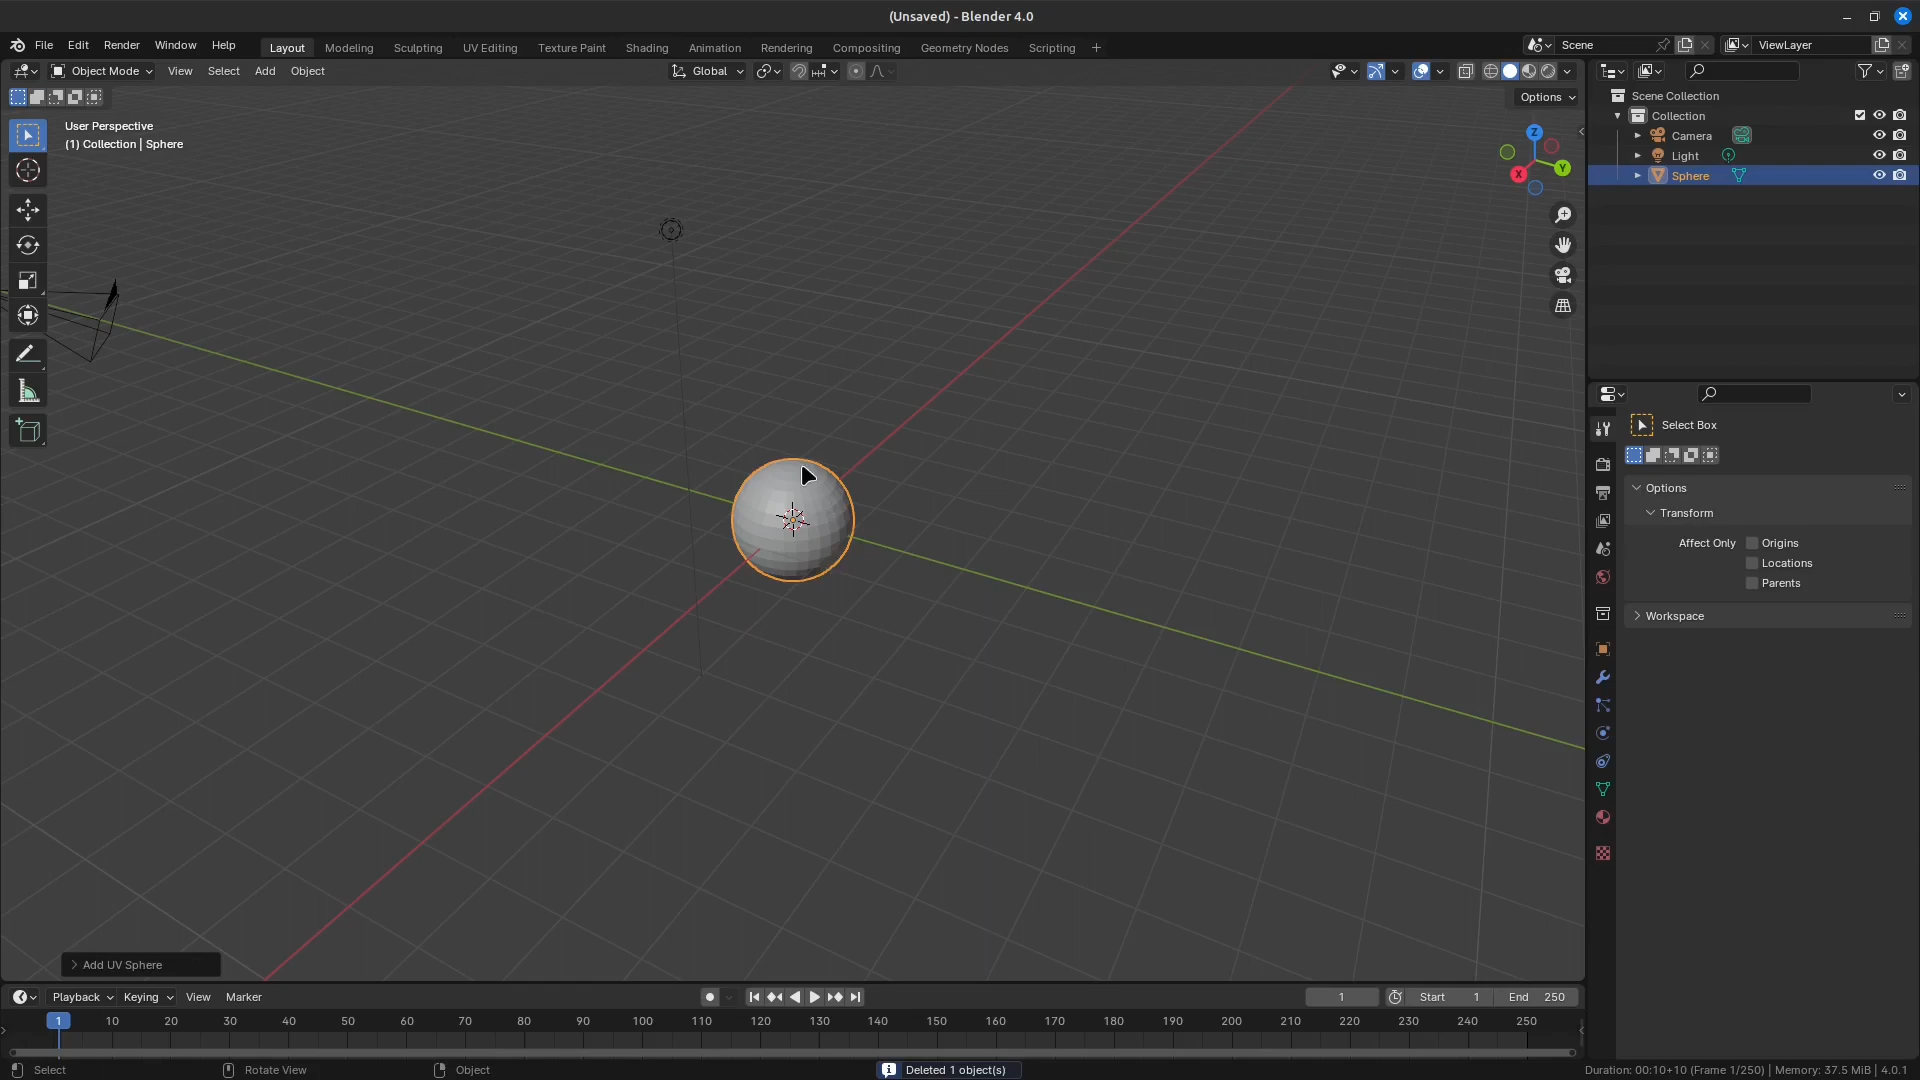 (Unsaved) - Blender 4.0
File Edit Render Window Help
Layout Modeling Sculpting UV Editing Texture Paint Shading Animation Rendering Compositing Geometry Nodes Scripting +
Scene
ViewLayer
Object Mode View Select Add Object
Global
Options
User Perspective
(1) Collection | Sphere
Z
Y
X
Scene Collection
Collection
Camera
Light
Sphere
Select Box
Options
Transform
Affect Only Origins
Locations
Parents
Workspace
Add UV Sphere
Playback Keying View Marker
1
Start 1
End 250
1 10 20 30 40 50 60 70 80 90 100 110 120 130 140 150 160 170 180 190 200 210 220 230 240 250
Select Rotate View Object
Deleted 1 object(s)
Duration: 00:10+10 (Frame 1/250) | Memory: 37.5 MiB | 4.0.1